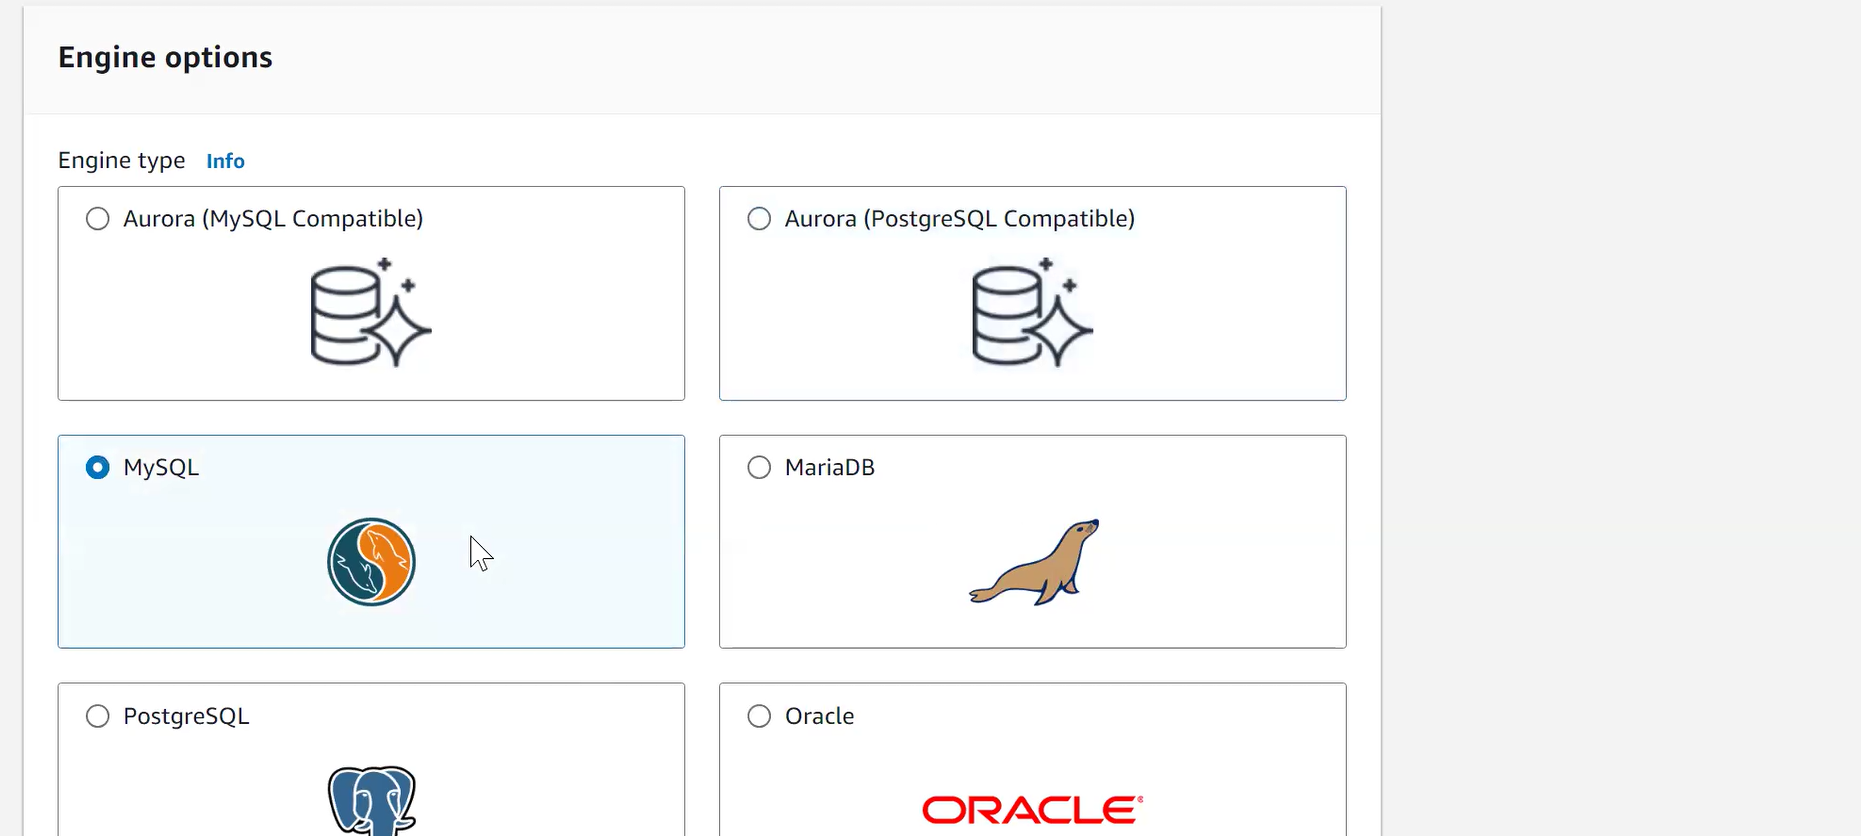 Engine options
Engine type Info
Aurora (MySQL Compatible)
Aurora (PostgreSQL Compatible)
MySQL
MariaDB
PostgreSQL
Oracle
ORACLE®